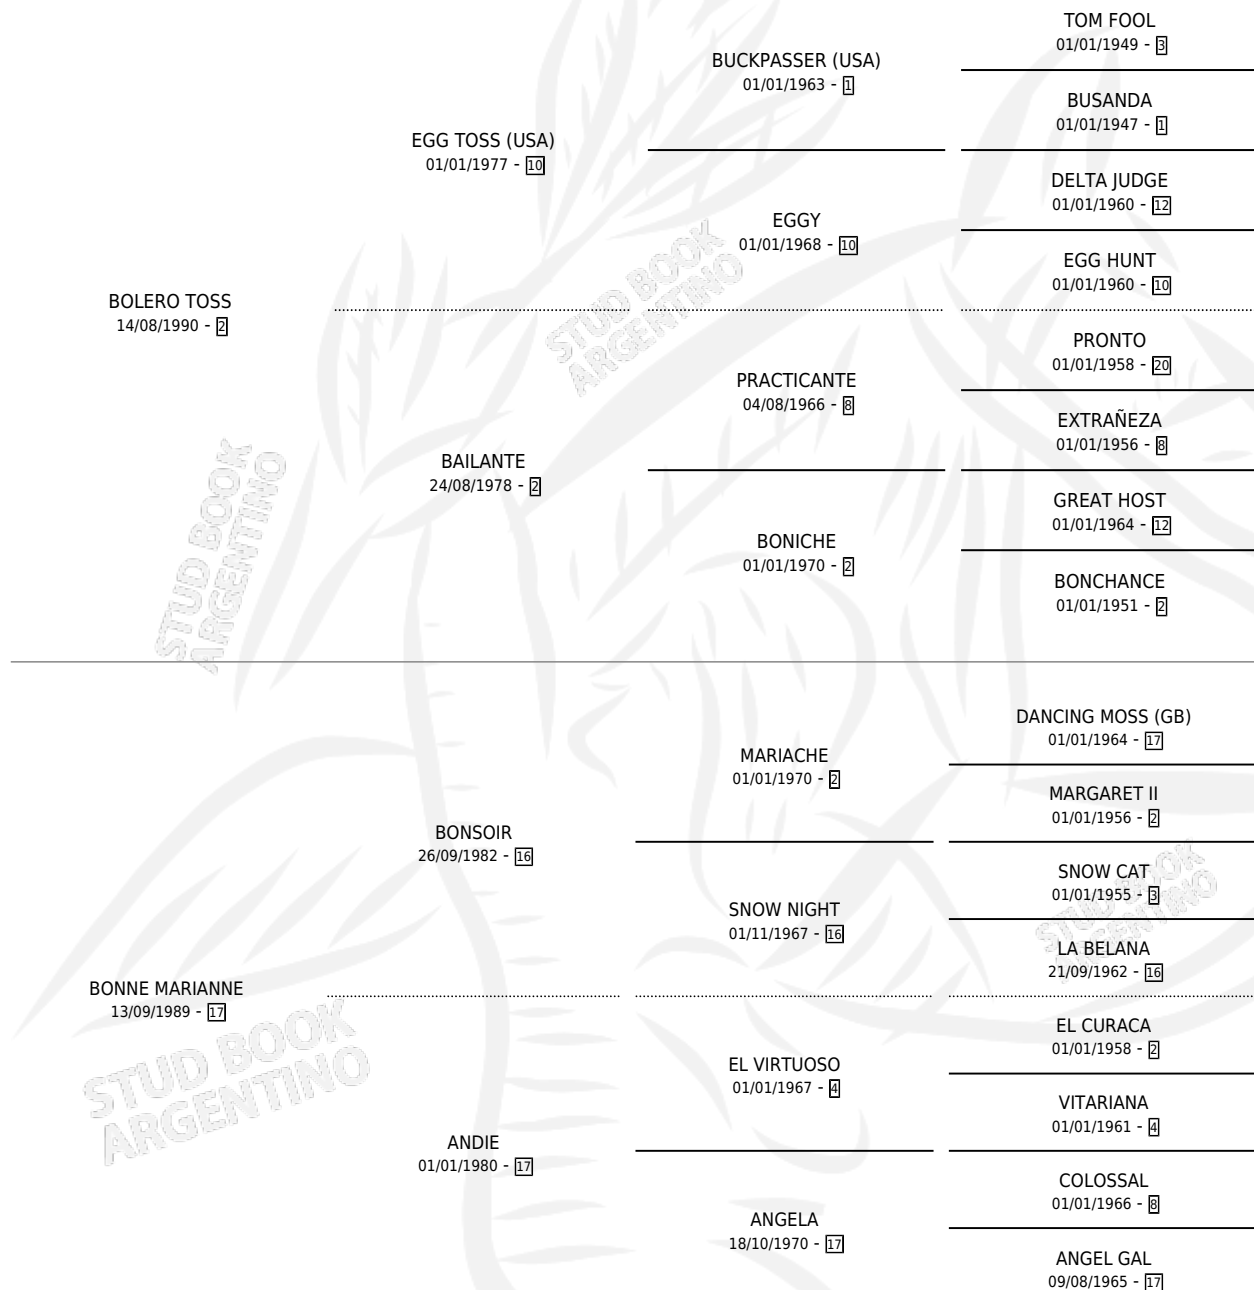 TOM FOOL
01/01/1949 - 3
BUCKPASSER (USA)
01/01/1963 - 1
BUSANDA
01/01/1947 - 1
EGG TOSS (USA)
01/01/1977 - 10
DELTA JUDGE
01/01/1960 - 12
EGGY
01/01/1968 - 10
EGG HUNT
01/01/1960 - 10
BOLERO TOSS
14/08/1990 - 2
PRONTO
01/01/1958 - 20
PRACTICANTE
04/08/1966 - 8
EXTRAÑEZA
01/01/1956 - 8
BAILANTE
24/08/1978 - 2
GREAT HOST
01/01/1964 - 12
BONICHE
01/01/1970 - 2
BONCHANCE
01/01/1951 - 2
DANCING MOSS (GB)
01/01/1964 - 17
MARIACHE
01/01/1970 - 2
MARGARET II
01/01/1956 - 2
BONSOIR
26/09/1982 - 16
SNOW CAT
01/01/1955 - 3
SNOW NIGHT
01/11/1967 - 16
LA BELANA
21/09/1962 - 16
BONNE MARIANNE
13/09/1989 - 17
EL CURACA
01/01/1958 - 2
EL VIRTUOSO
01/01/1967 - 4
VITARIANA
01/01/1961 - 4
ANDIE
01/01/1980 - 17
COLOSSAL
01/01/1966 - 8
ANGELA
18/10/1970 - 17
ANGEL GAL
09/08/1965 - 17
STUD BOOK
ARGENTINO
STUD BOOK
ARGENTINO
STUD BOOK
ARGENTINO
STUD BOOK
ARGENTINO